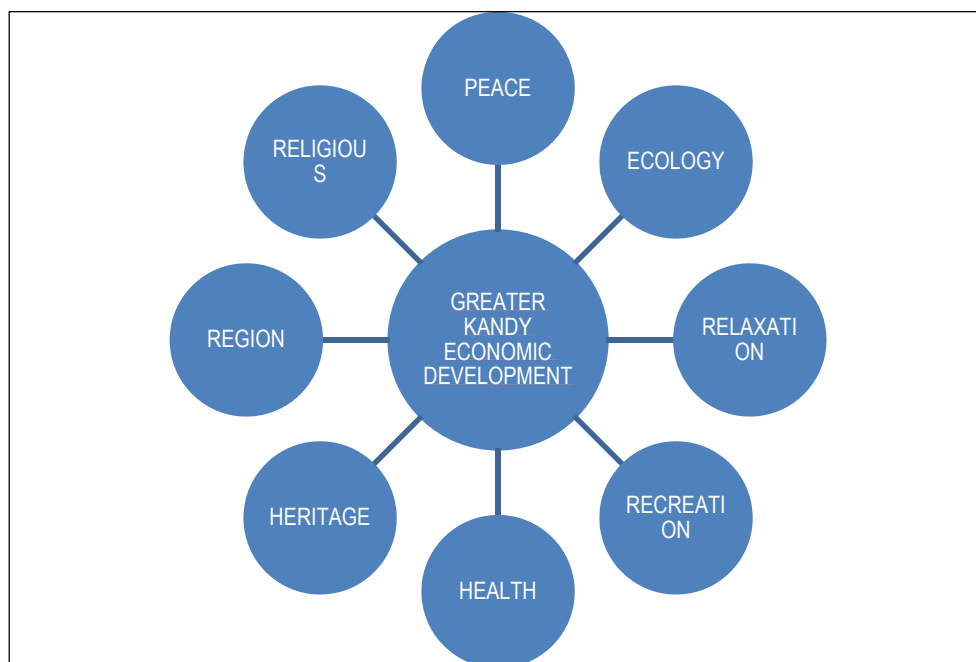 PEACE
RELIGIOU
S
ECOLOGY
GREATER
KANDY
ECONOMIC
DEVELOPMENT
REGION
RELAXATI
ON
HERITAGE
RECREATI
ON
HEALTH